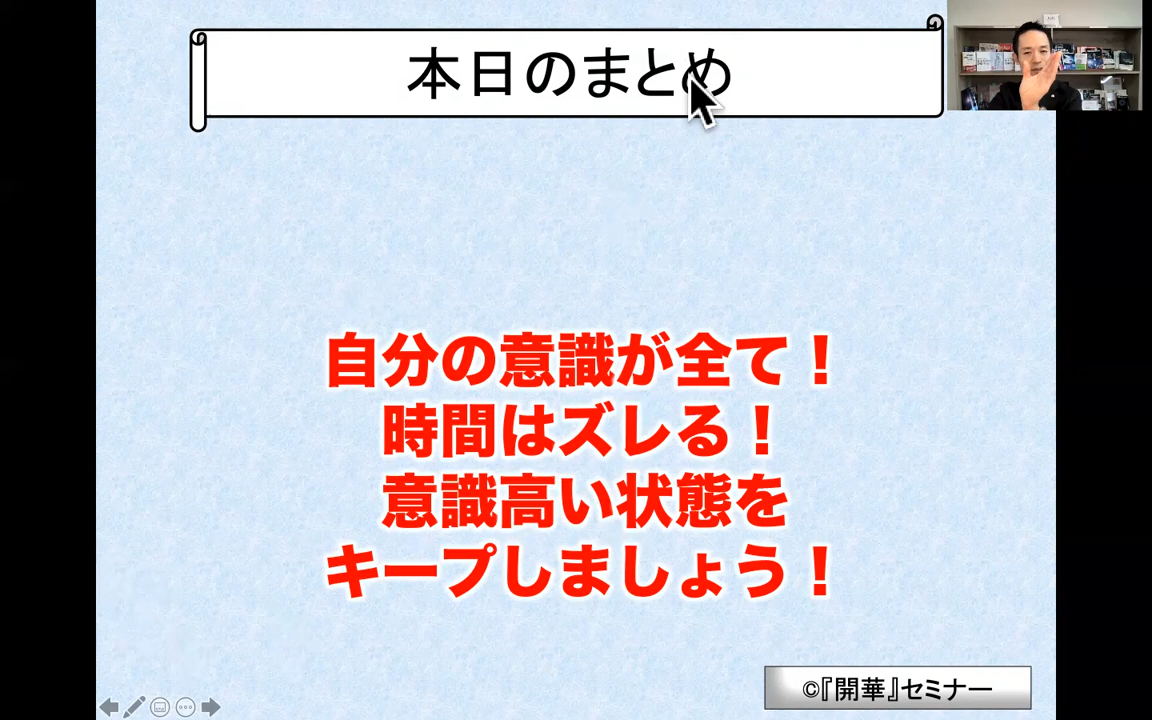 本日のまとめ
自分の意識が全て！
時間はズレる！
意識高い状態を
キープしましょう！
©『開華』セミナー